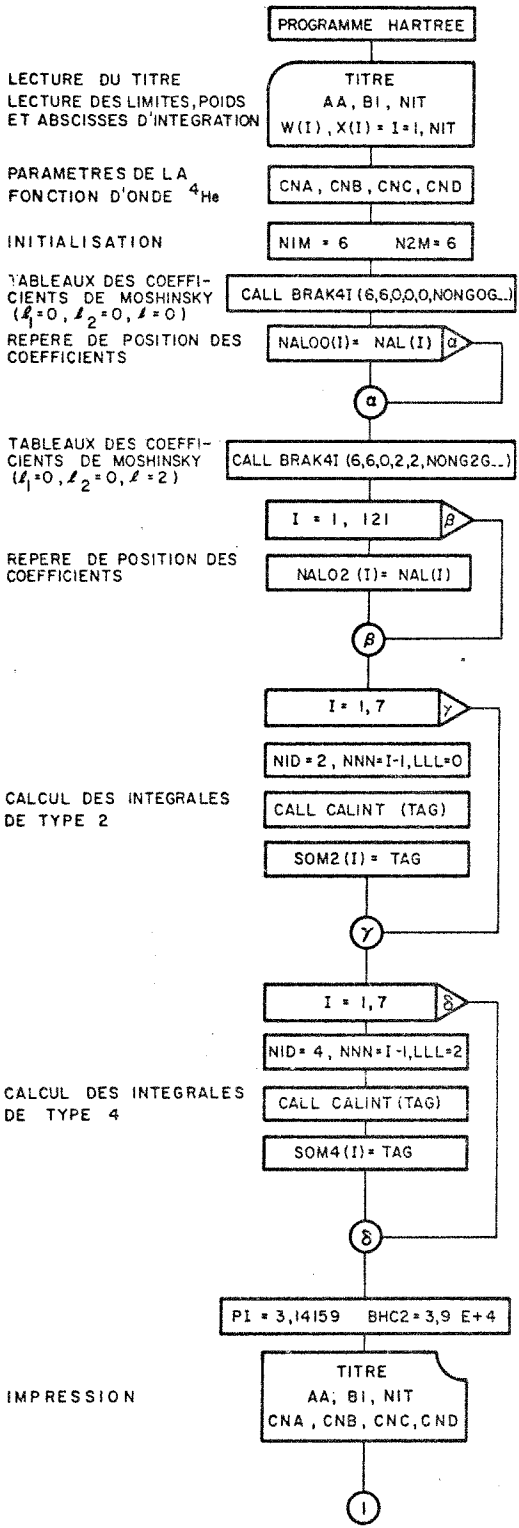 PROGRAMME HARTREE
LECTURE DU TITRE
LECTURE DES LIMITES, POIDS
ET ABSCISSES D'INTEGRATION
TITRE
AA, BI, NIT
W(I), X(I) = I=1, NIT
PARAMETRES DE LA
FONCTION D'ONDE ⁴He
CNA, CNB, CNC, CND
INITIALISATION
NIM = 6 N2M = 6
TABLEAUX DES COEFFI-
CIENTS DE MOSHINSKY
(ℓ₁=0, ℓ₂=0, ℓ=0)
CALL BRAK4I (6,6,0,0,0,NONGOG...)
REPERE DE POSITION DES
COEFFICIENTS
NALOO(I)= NAL(I) α
α
TABLEAUX DES COEFFI-
CIENTS DE MOSHINSKY
(ℓ₁=0, ℓ₂=0, ℓ=2)
CALL BRAK4I (6,6,0,2,2,NONG2G...)
I = 1, 121 β
REPERE DE POSITION DES
COEFFICIENTS
NALO2 (I)= NAL(I)
β
I = 1,7 γ
NID = 2, NNN=I-1, LLL=0
CALCUL DES INTEGRALES
DE TYPE 2
CALL CALINT (TAG)
SOM2(I)= TAG
γ
I = 1,7 δ
NID= 4, NNN=I-1, LLL=2
CALCUL DES INTEGRALES
DE TYPE 4
CALL CALINT (TAG)
SOM4(I)= TAG
δ
PI = 3,14159 BHC2= 3,9 E+4
IMPRESSION
TITRE
AA, BI, NIT
CNA, CNB, CNC, CND
1